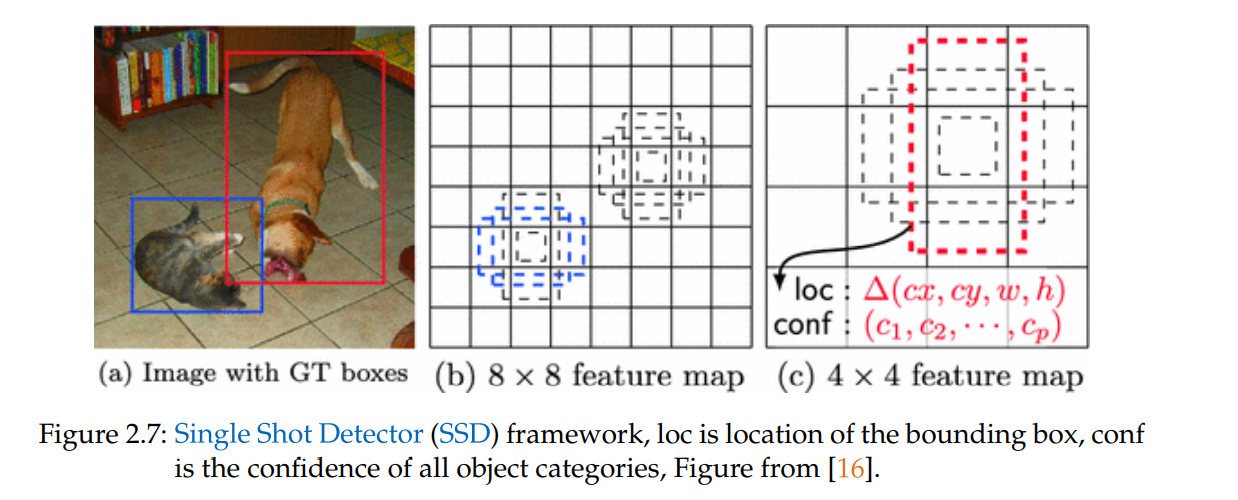 loc : Δ(cx, cy, w, h)
conf : (c₁, c₂, ⋯, cₚ)
(a) Image with GT boxes
(b) 8 × 8 feature map
(c) 4 × 4 feature map
Figure 2.7: Single Shot Detector (SSD) framework, loc is location of the bounding box, conf
is the confidence of all object categories, Figure from [16].